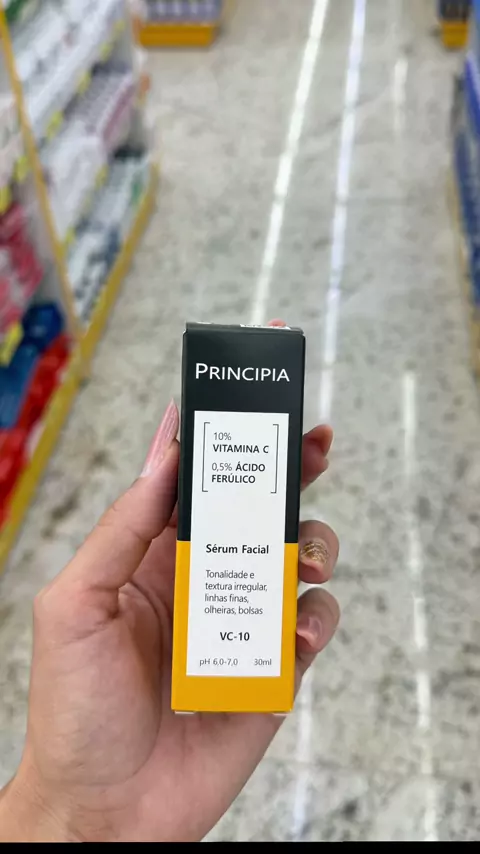 PRINCIPIA
10%
VITAMINA C
0,5% ÁCIDO
FERÚLICO
Sérum Facial
Tonalidade e
textura irregular,
linhas finas,
olheiras, bolsas
VC-10
pH 6,0-7,0 30ml